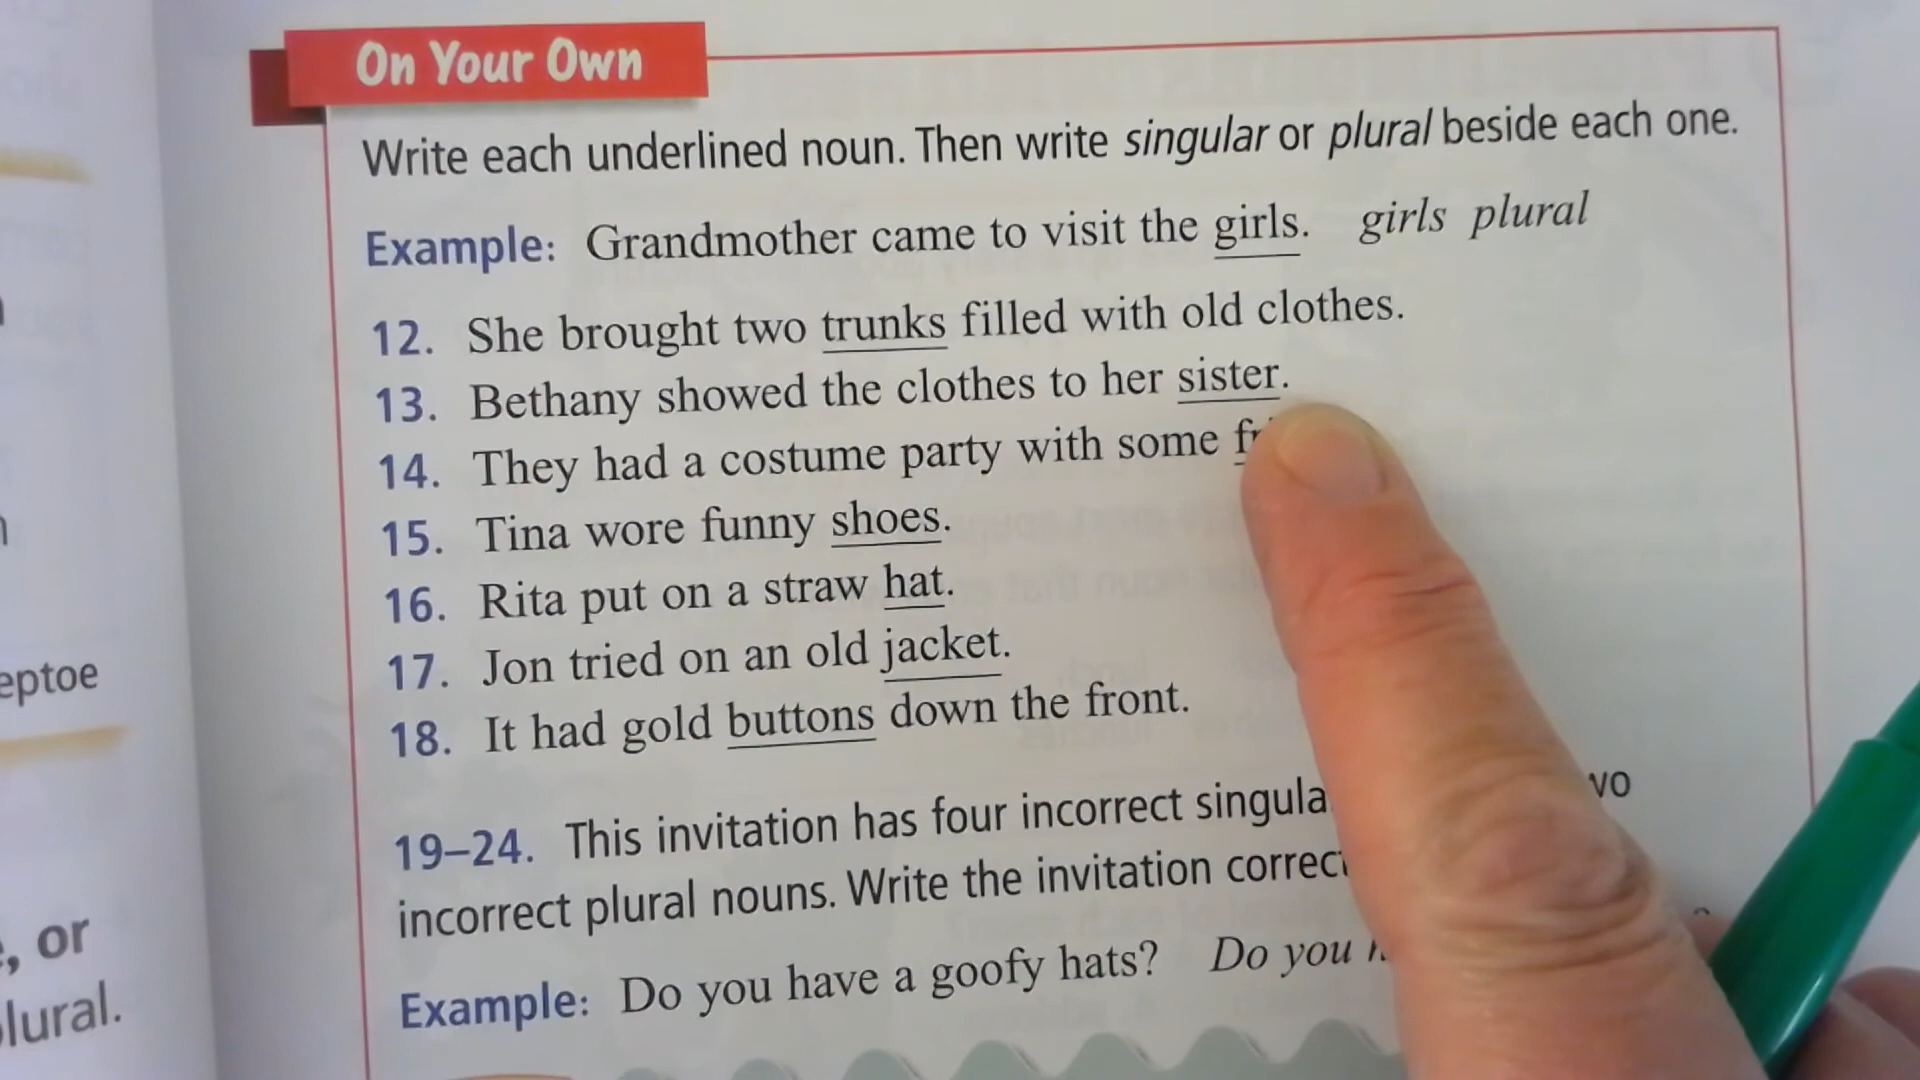 On Your Own
Write each underlined noun. Then write singular or plural beside each one.
Example: Grandmother came to visit the girls. girls plural
12. She brought two trunks filled with old clothes.
13. Bethany showed the clothes to her sister.
14. They had a costume party with some
15. Tina wore funny shoes.
16. Rita put on a straw hat.
17. Jon tried on an old jacket.
18. It had gold buttons down the front.
19–24. This invitation has four incorrect
incorrect plural nouns. Write the invitation
Example: Do you have a goofy hats? Do you
eptoe
, or
lural.